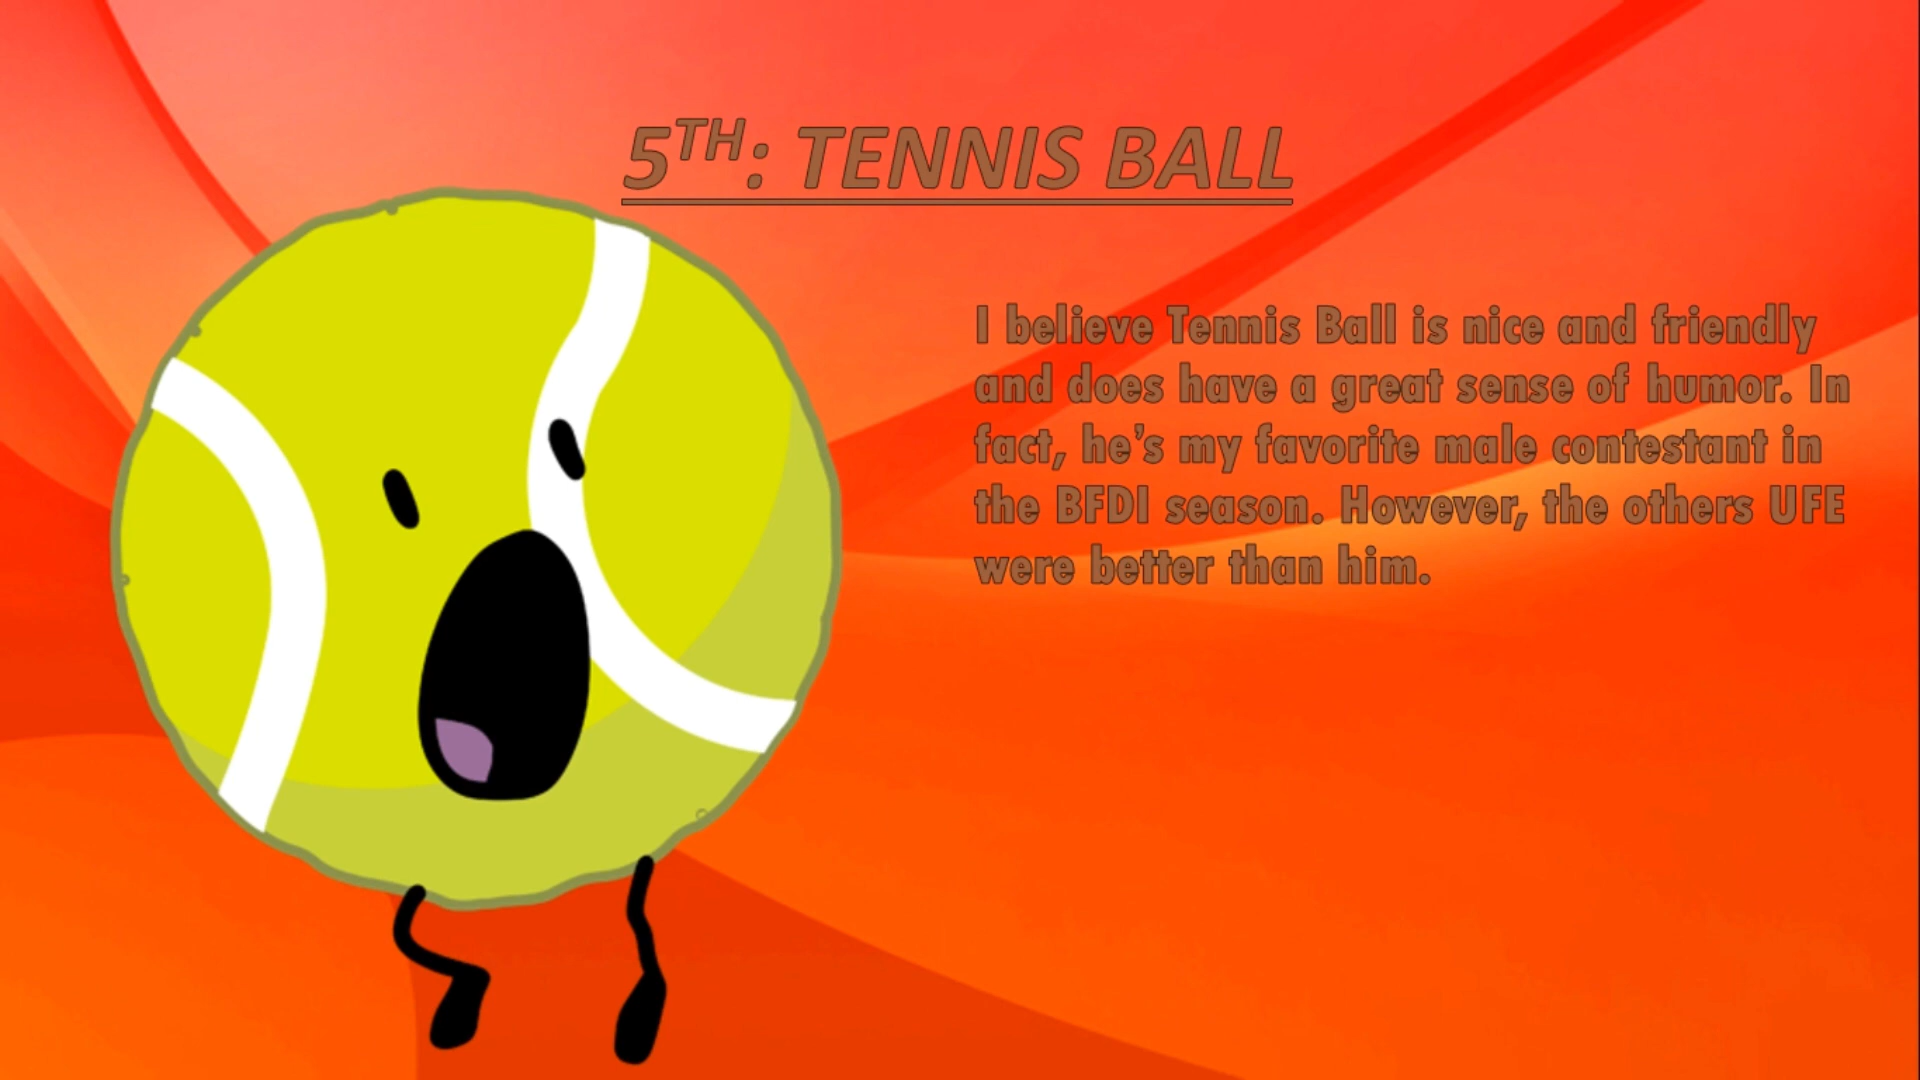 5TH: TENNIS BALL
I believe Tennis Ball is nice and friendly
and does have a great sense of humor. In
fact, he's my favorite male contestant in
the BFDI season. However, the others UFE
were better than him.